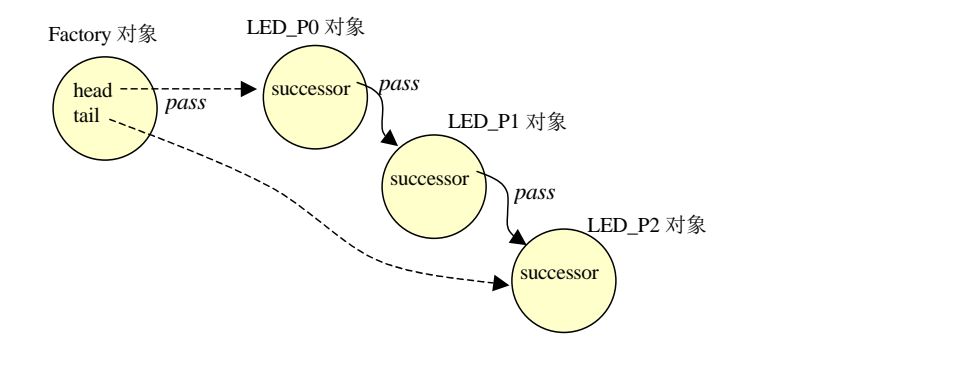 Factory 对象
LED_P0 对象
head
tail
pass
successor
pass
LED_P1 对象
successor
pass
LED_P2 对象
successor